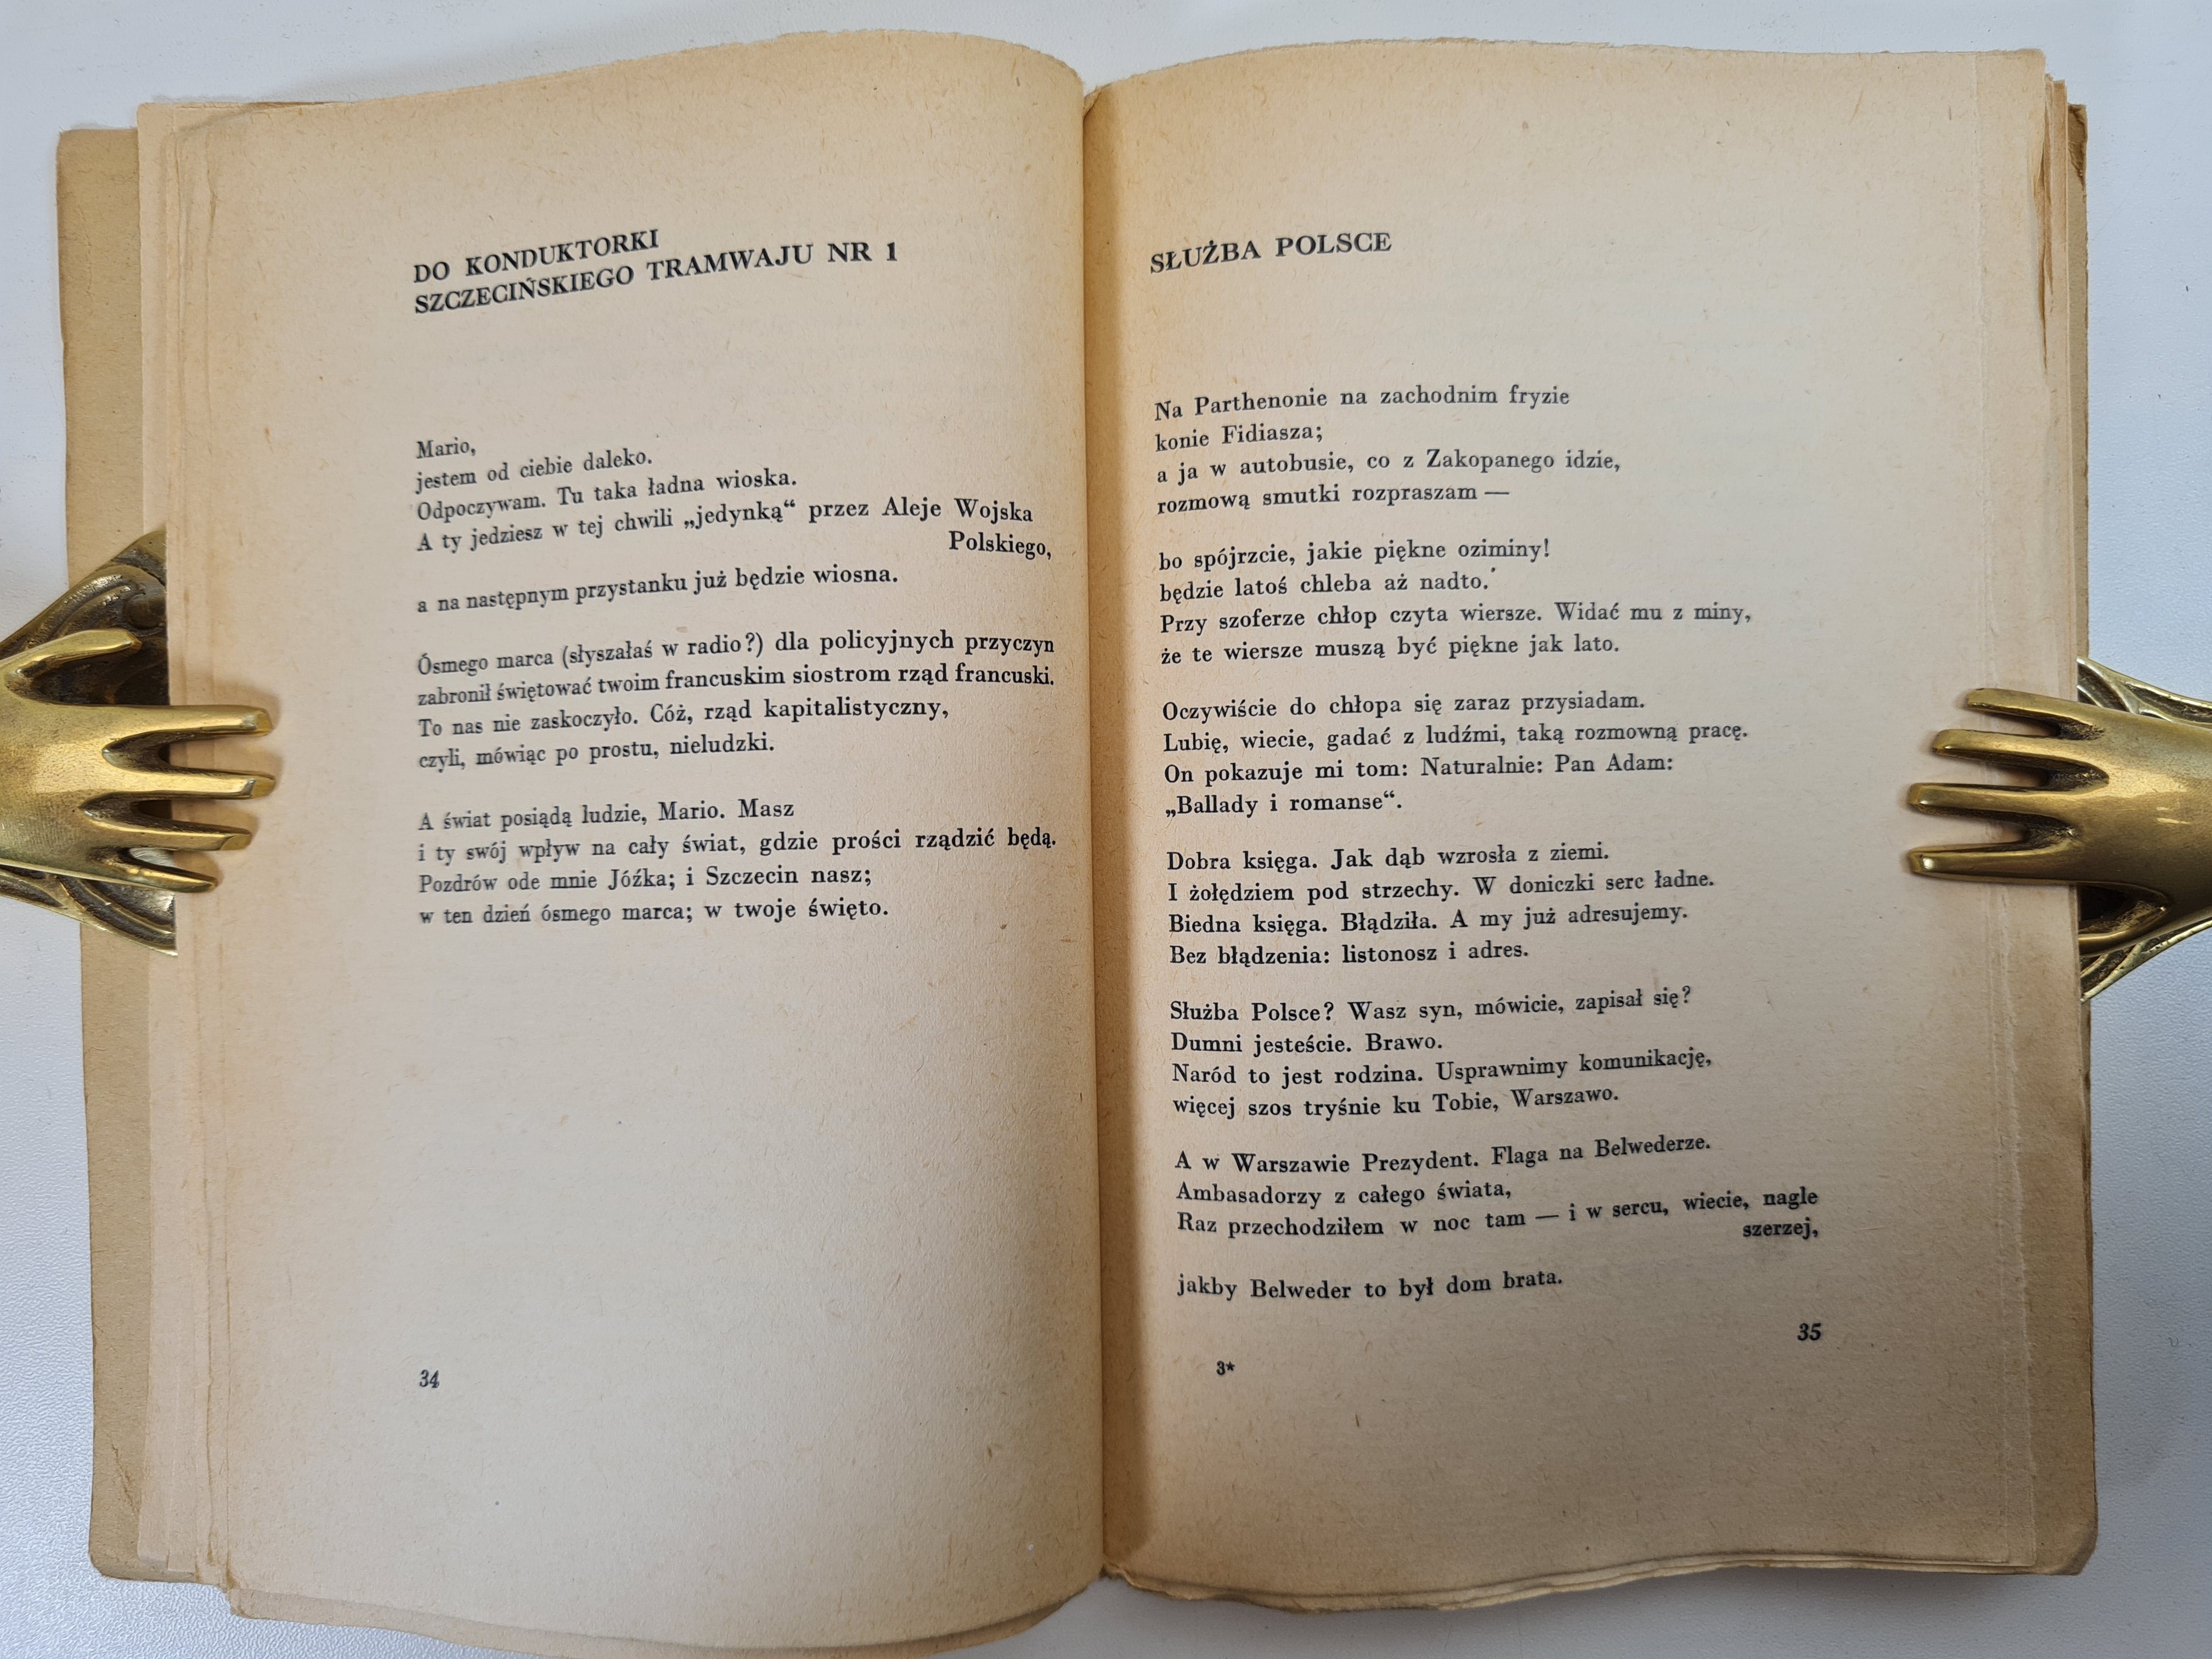 DO KONDUKTORKI
SZCZECIŃSKIEGO TRAMWAJU NR 1
Mario,
jestem od ciebie daleko.
Odpoczywam. Tu taka ładna wioska.
A ty jedziesz w tej chwili „jedynką“ przez Aleje Wojska
Polskiego,
a na następnym przystanku już będzie wiosna.
Ósmego marca (słyszałaś w radio?) dla policyjnych przyczyn
zabronił świętować twoim francuskim siostrom rząd francuski.
To nas nie zaskoczyło. Cóż, rząd kapitalistyczny,
czyli, mówiąc po prostu, nieludzki.
A świat posiądą ludzie, Mario. Masz
i ty swój wpływ na cały świat, gdzie prości rządzić będą.
Pozdrów ode mnie Jóźka; i Szczecin nasz;
w ten dzień ósmego marca; w twoje święto.
34
SŁUŻBA POLSCE
Na Parthenonie na zachodnim fryzie
konie Fidiasza;
a ja w autobusie, co z Zakopanego idzie,
rozmową smutki rozpraszam —
bo spójrzcie, jakie piękne oziminy!
będzie latoś chleba aż nadto.
Przy szoferze chłop czyta wiersze. Widać mu z miny,
że te wiersze muszą być piękne jak lato.
Oczywiście do chłopa się zaraz przysiadam.
Lubię, wiecie, gadać z ludźmi, taką rozmowną pracę.
On pokazuje mi tom: Naturalnie: Pan Adam:
„Ballady i romanse“.
Dobra księga. Jak dąb wzrosła z ziemi.
I żołędziem pod strzechy. W doniczki serc ładne.
Biedna księga. Błądziła. A my już adresujemy.
Bez błądzenia: listonosz i adres.
Służba Polsce? Wasz syn, mówicie, zapisał się?
Dumni jesteście. Brawo.
Naród to jest rodzina. Usprawnimy komunikację,
więcej szos tryśnie ku Tobie, Warszawo.
A w Warszawie Prezydent. Flaga na Belwederze.
Ambasadorzy z całego świata,
Raz przechodziłem w noc tam — i w sercu, wiecie, nagle
szerzej,
jakby Belweder to był dom brata.
35
3*